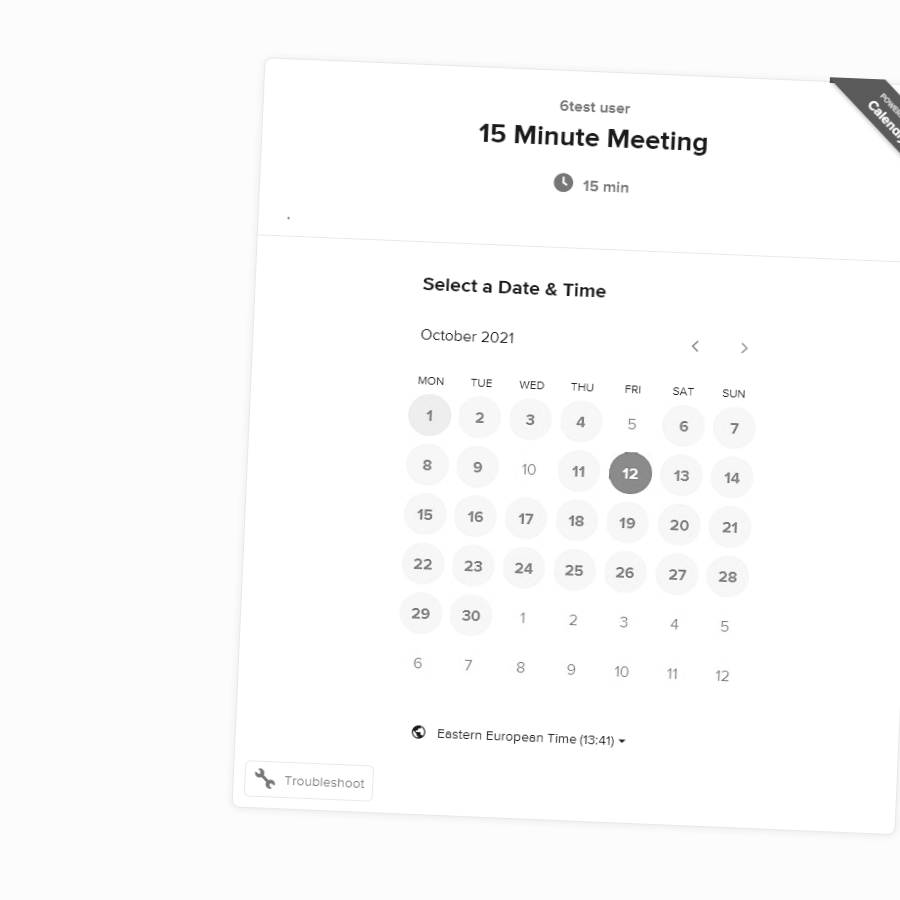 6test user
15 Minute Meeting
15 min
Select a Date & Time
October 2021
MON TUE WED THU FRI SAT SUN
1 2 3 4 5 6 7
8 9 10 11 12 13 14
15 16 17 18 19 20 21
22 23 24 25 26 27 28
29 30 1 2 3 4 5
6 7 8 9 10 11 12
Eastern European Time (13:41)
Troubleshoot